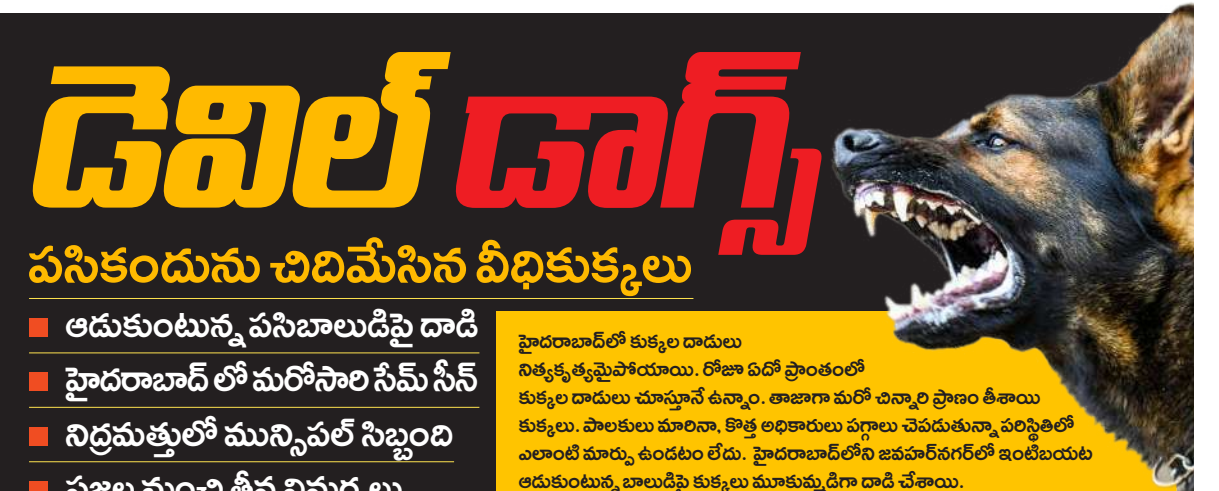 డెవిల్ డాగ్స్
పసికందును చిదిమేసిన వీధికుక్కలు
ఆడుకుంటున్న పసిబాలుడిపై దాడి
హైదరాబాద్ లో మరోసారి సేమ్ సీన్
నిద్రమత్తులో మున్సిపల్ సిబ్బంది
హైదరాబాద్‌లో కుక్కల దాడులు
నిత్యకృత్యమైపోయాయి. రోజూ ఏదో ప్రాంతంలో
కుక్కల దాడులు చూస్తూనే ఉన్నాం. తాజాగా మరో చిన్నారి ప్రాణం తీశాయి
కుక్కలు. పాలకులు మారినా, కొత్త అధికారులు పగ్గాలు చెపడుతున్నా పరిస్థితిలో
ఎలాంటి మార్పు ఉండటం లేదు. హైదరాబాద్‌లోని జవహర్‌నగర్‌లో ఇంటిబయట
ఆడుకుంటున్న బాలుడిపై కుక్కలు మూకుమ్మడిగా దాడి చేశాయి.